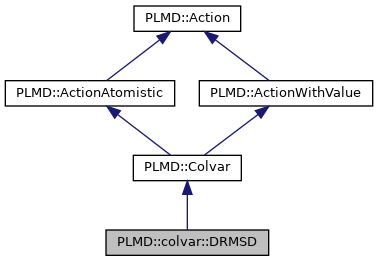 PLMD::Action
PLMD::ActionAtomistic
PLMD::ActionWithValue
PLMD::Colvar
PLMD::colvar::DRMSD